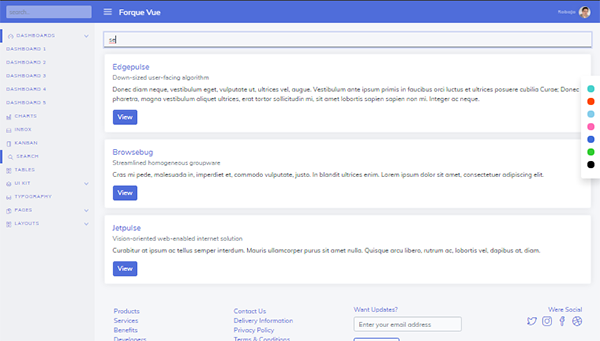 Search...
Forque Vue
DASHBOARDS
DASHBOARD 1
DASHBOARD 2
DASHBOARD 3
DASHBOARD 4
DASHBOARD 5
CHARTS
INBOX
KANBAN
SEARCH
TABLES
UI KIT
TYPOGRAPHY
PAGES
LAYOUTS
se
Edgepulse
Down-sized user-facing algorithm
Donec diam neque, vestibulum eget, vulputate ut, ultrices vel, augue. Vestibulum ante ipsum primis in faucibus orci luctus et ultrices posuere cubilia Curae; Donec
pharetra, magna vestibulum aliquet ultrices, erat tortor sollicitudin mi, sit amet lobortis sapien sapien non mi. Integer ac neque.
View
Browsebug
Streamlined homogeneous groupware
Cras mi pede, malesuada in, imperdiet et, commodo vulputate, justo. In blandit ultrices enim. Lorem ipsum dolor sit amet, consectetuer adipiscing elit.
View
Jetpulse
Vision-oriented web-enabled internet solution
Curabitur at ipsum ac tellus semper interdum. Mauris ullamcorper purus sit amet nulla. Quisque arcu libero, rutrum ac, lobortis vel, dapibus at, diam.
View
Products
Services
Benefits
Developers
Contact Us
Delivery Information
Privacy Policy
Terms & Conditions
Want Updates?
Enter your email address
Were Social